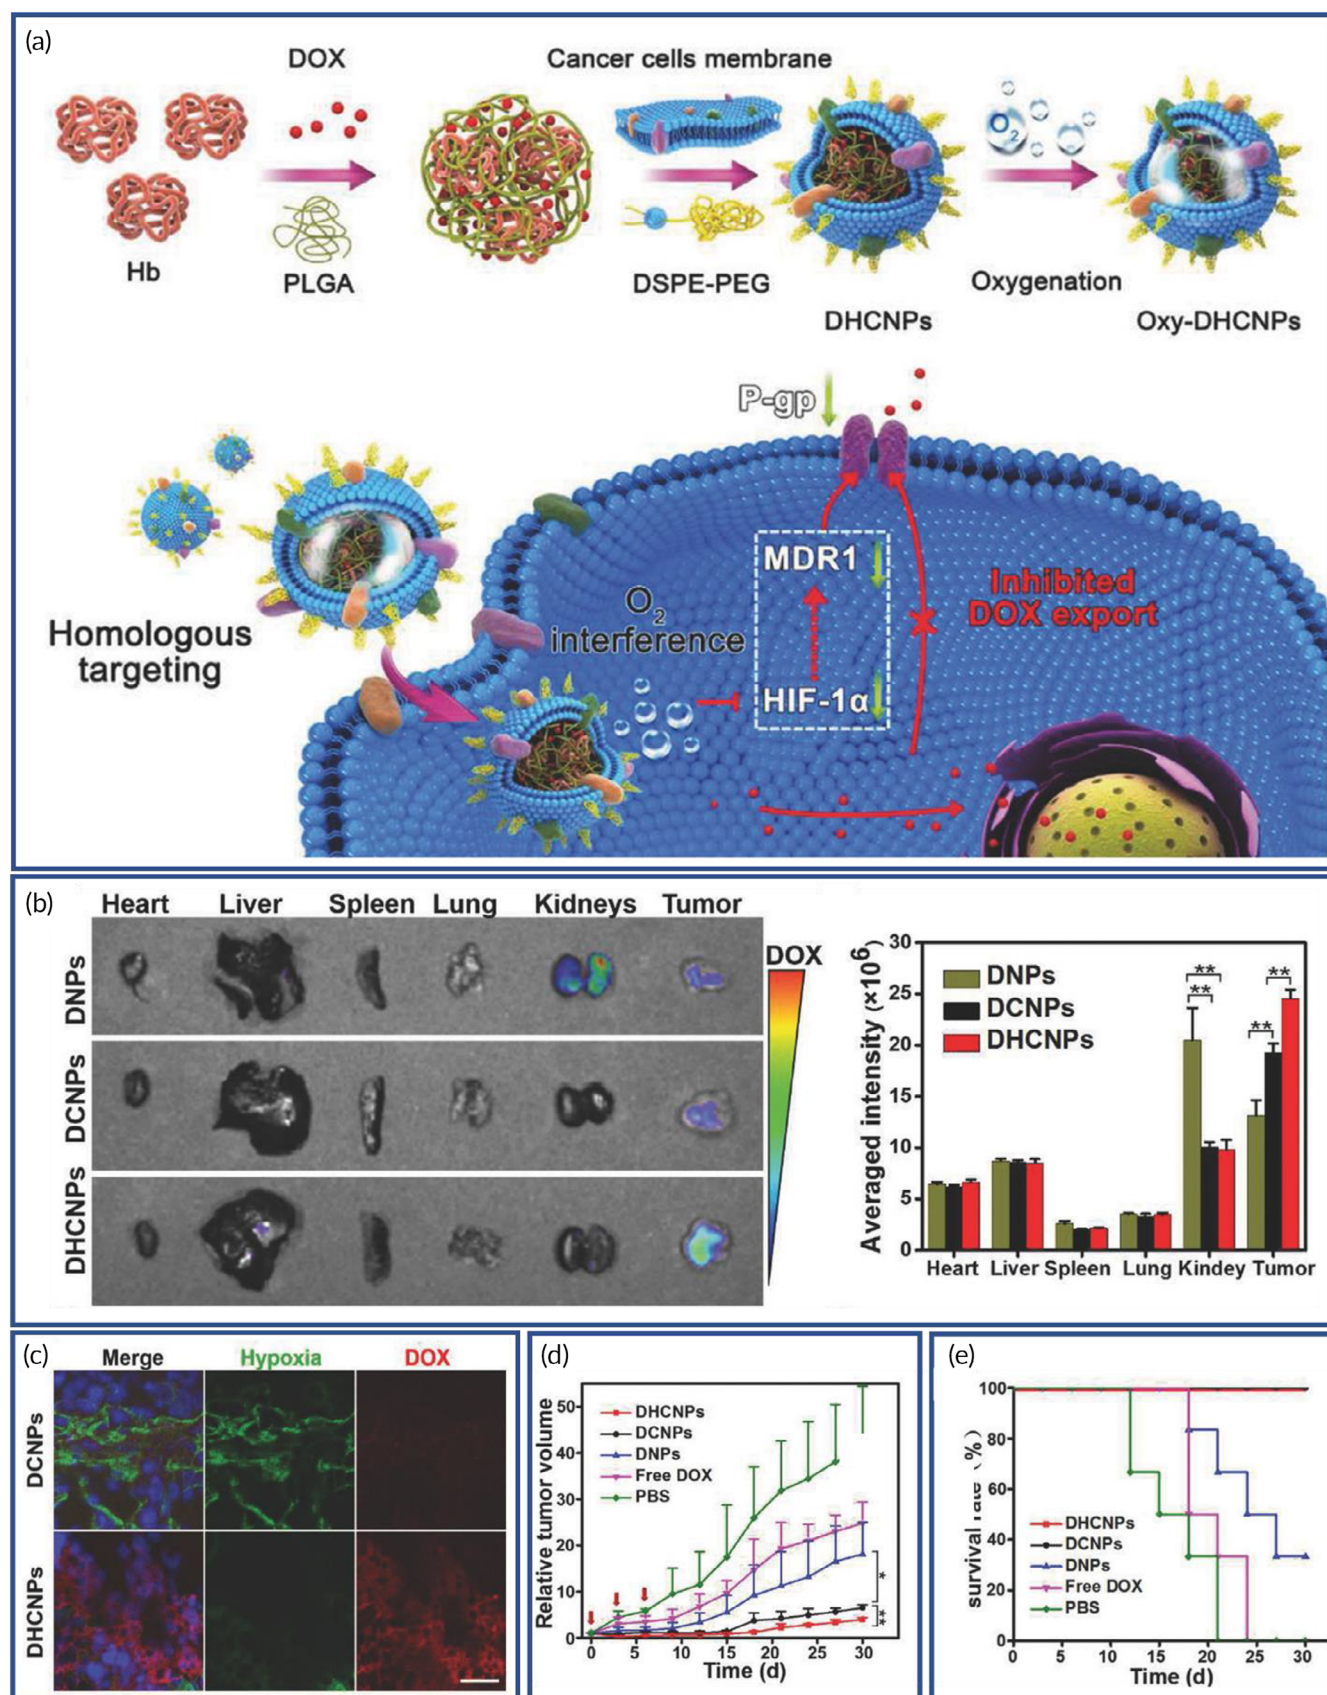 (a)
DOX
Cancer cells membrane
O2
Hb
PLGA
DSPE-PEG
Oxygenation
DHCNPs
Oxy-DHCNPs
P-gp
MDR1
Inhibited
DOX export
O2
interference
Homologous
targeting
HIF-1α
(b)
Heart Liver Spleen Lung Kidneys Tumor
DNPs
DCNPs
DHCNPs
DOX
Averaged intensity (×10^6)
30
25
20
15
10
5
0
DNPs
DCNPs
DHCNPs
**
**
**
**
Heart Liver Spleen Lung Kindey Tumor
(c)
Merge Hypoxia DOX
DCNPs
DHCNPs
(d)
Relative tumor volume
50
40
30
20
10
0
DHCNPs
DCNPs
DNPs
Free DOX
PBS
*
**
0 5 10 15 20 25 30
Time (d)
(e)
survival rate (%)
100
80
60
40
20
0
DHCNPs
DCNPs
DNPs
Free DOX
PBS
0 5 10 15 20 25 30
Time (d)